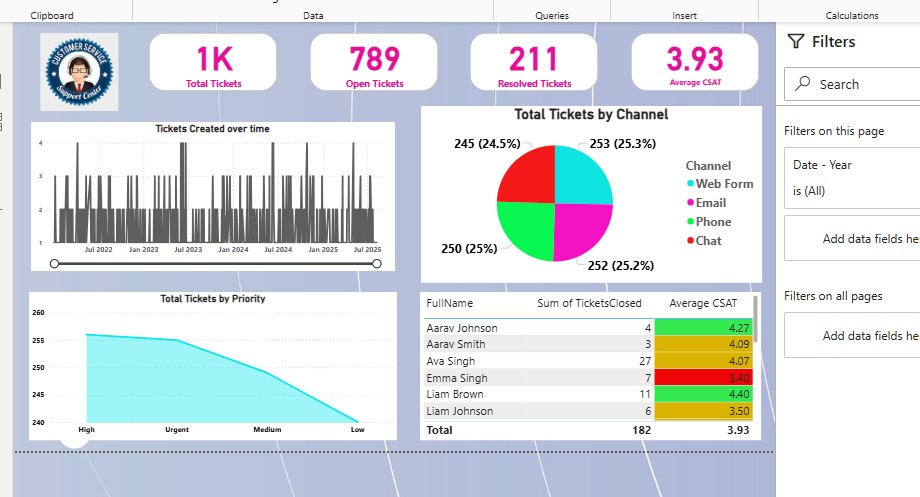 Clipboard
Data
Queries
Insert
Calculations
CUSTOMER SERVICE
Support Center
1K
Total Tickets
789
Open Tickets
211
Resolved Tickets
3.93
Average CSAT
Filters
Search
Filters on this page
Date - Year
is (All)
Add data fields he
Filters on all pages
Add data fields he
Tickets Created over time
4
3
2
1
Jul 2022 Jan 2023 Jul 2023 Jan 2024 Jul 2024 Jan 2025 Jul 2025
Total Tickets by Channel
245 (24.5%)
253 (25.3%)
250 (25%)
252 (25.2%)
Channel
Web Form
Email
Phone
Chat
Total Tickets by Priority
260
255
250
245
240
High Urgent Medium Low
FullName Sum of TicketsClosed Average CSAT
Aarav Johnson 4 4.27
Aarav Smith 3 4.09
Ava Singh 27 4.07
Emma Singh 7 3.40
Liam Brown 11 4.40
Liam Johnson 6 3.50
Total 182 3.93